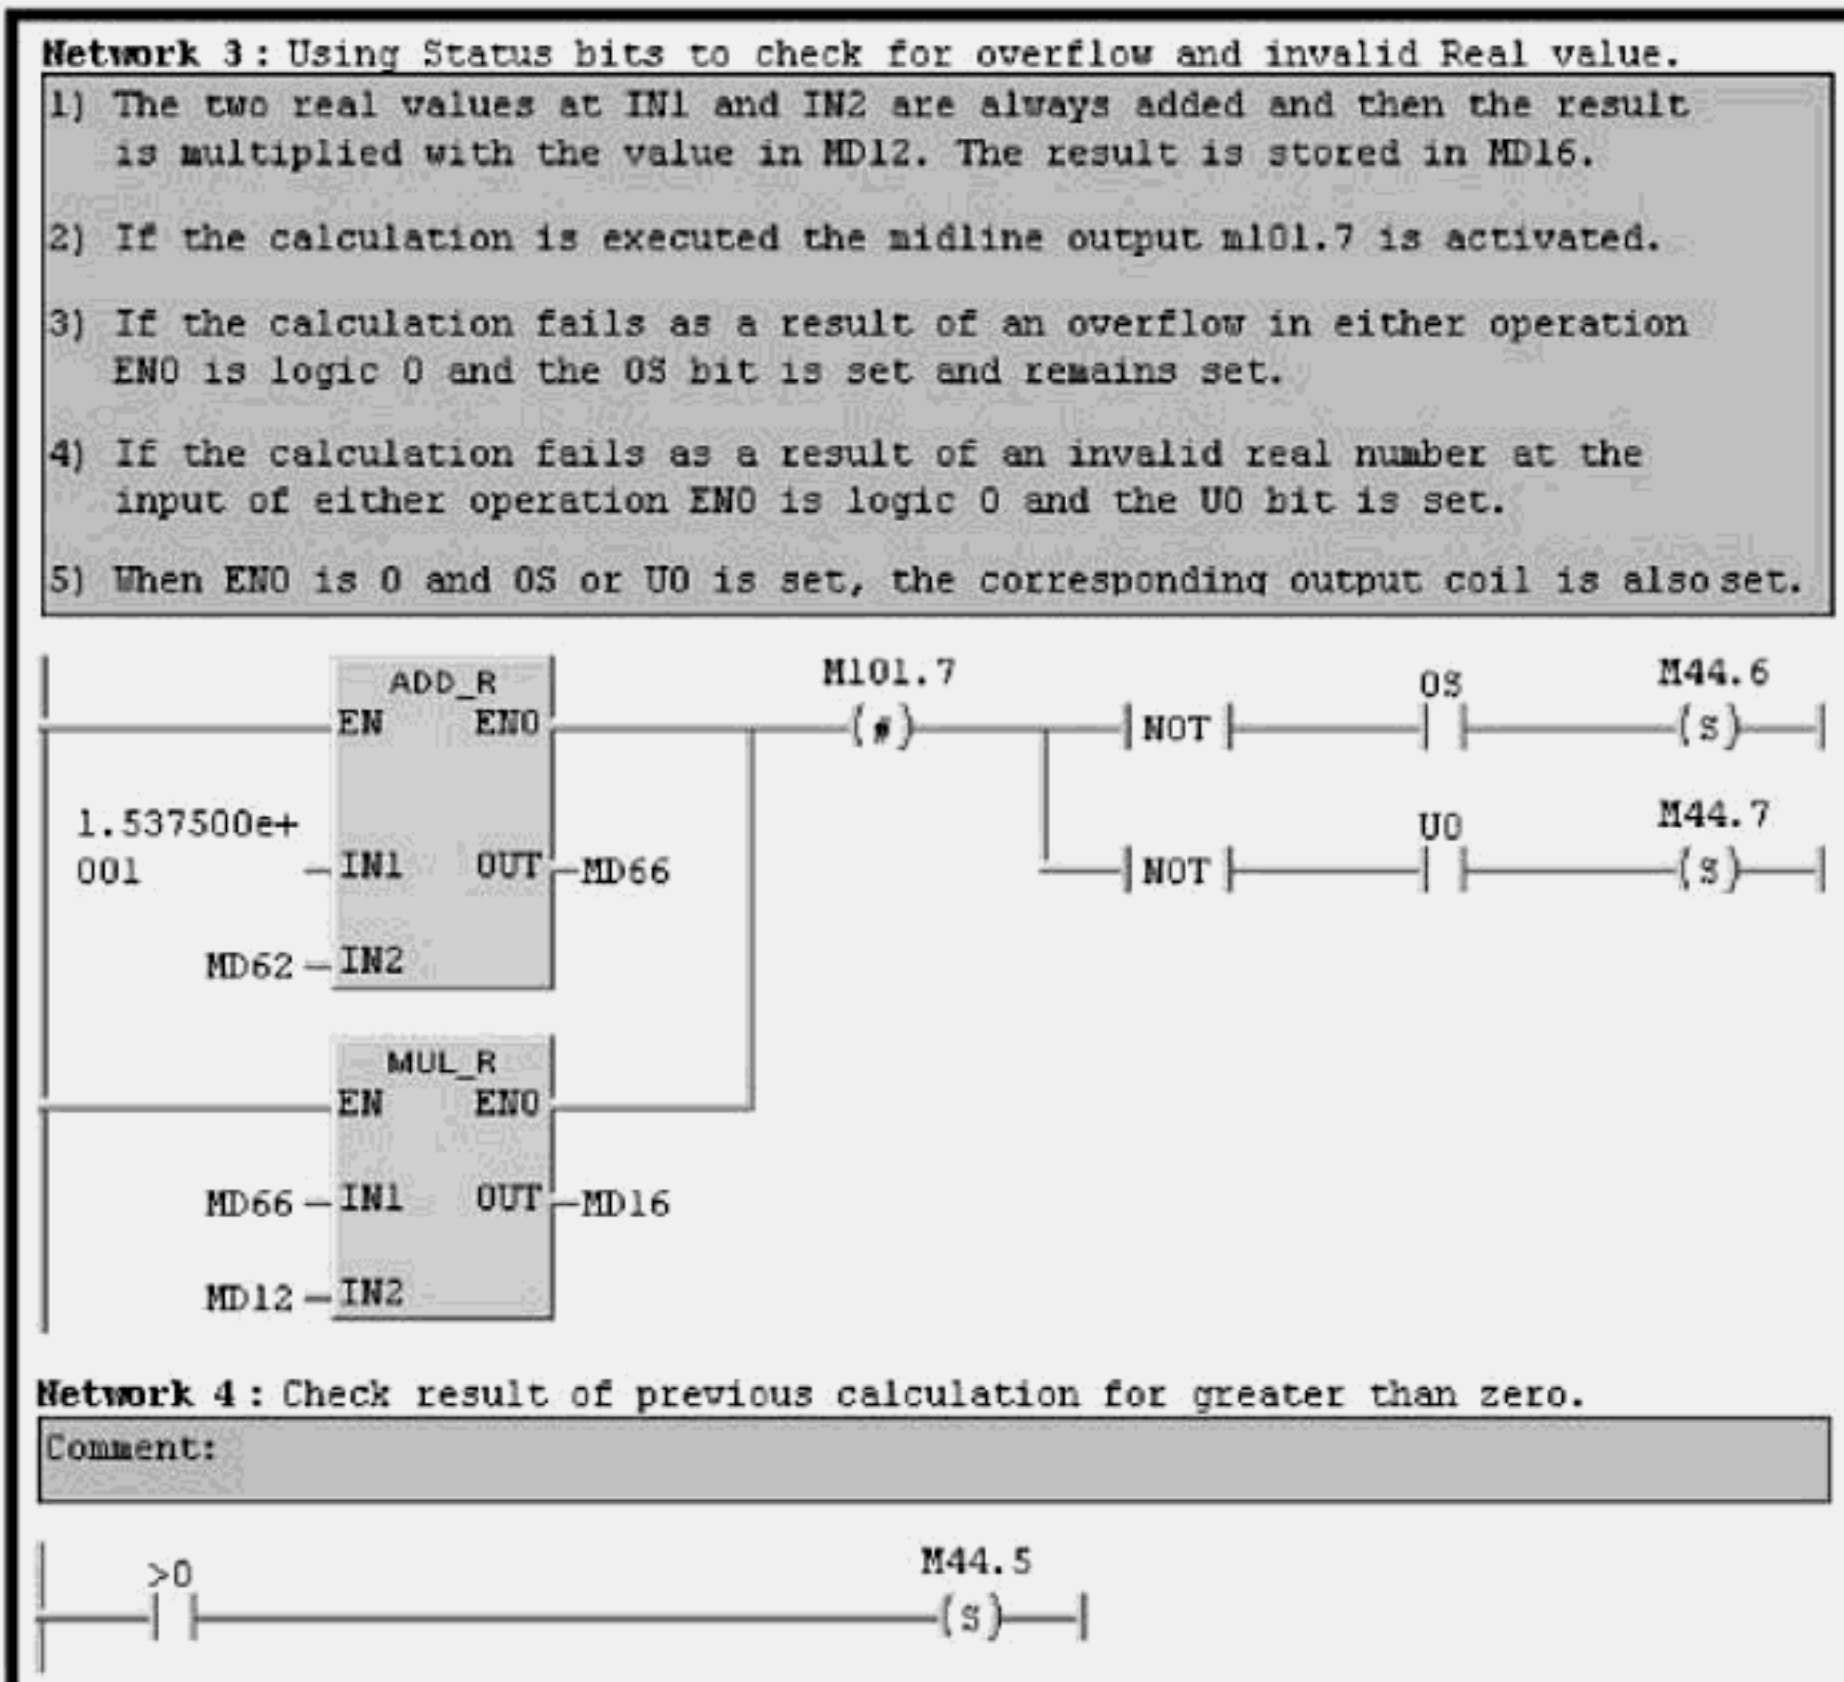 Network 3 : Using Status bits to check for overflow and invalid Real value.
1) The two real values at IN1 and IN2 are always added and then the result
is multiplied with the value in MD12. The result is stored in MD16.
2) If the calculation is executed the midline output m101.7 is activated.
3) If the calculation fails as a result of an overflow in either operation
ENO is logic 0 and the OS bit is set and remains set.
4) If the calculation fails as a result of an invalid real number at the
input of either operation ENO is logic 0 and the UO bit is set.
5) When ENO is 0 and OS or UO is set, the corresponding output coil is also set.
ADD_R
M101.7
OS
M44.6
EN ENO
(#)
NOT
(S)
1.537500e+
001
IN1 OUT
MD66
UO
M44.7
NOT
(S)
MD62
IN2
MUL_R
EN ENO
MD66
IN1 OUT
MD16
MD12
IN2
Network 4 : Check result of previous calculation for greater than zero.
Comment:
>0
M44.5
(S)